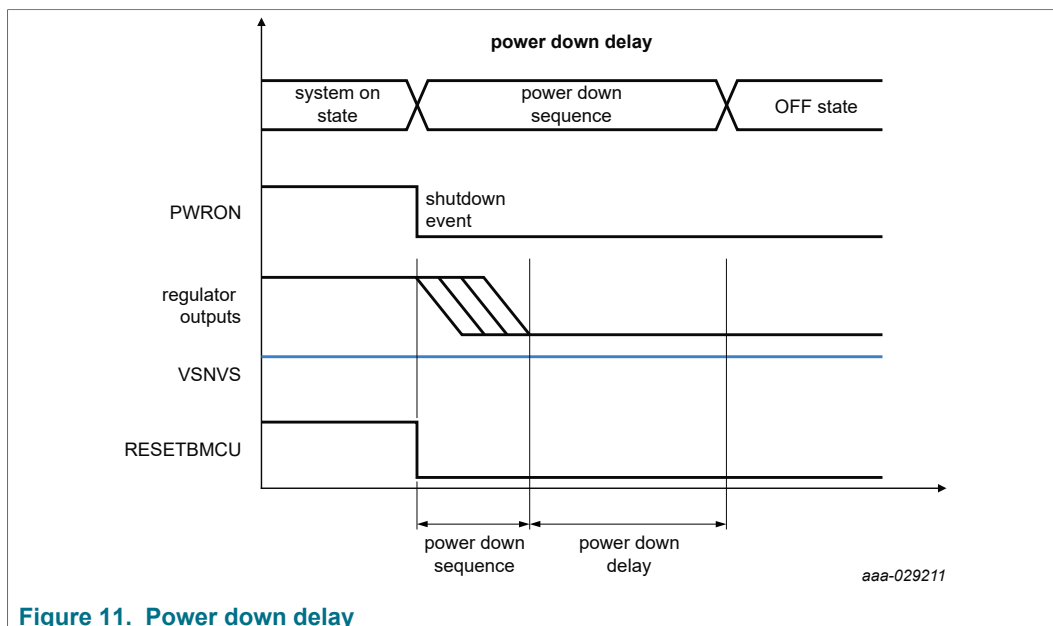 power down delay
system on
state
power down
sequence
OFF state
PWRON
shutdown
event
regulator
outputs
VSNVS
RESETBMCU
power down
sequence
power down
delay
aaa-029211
Figure 11. Power down delay